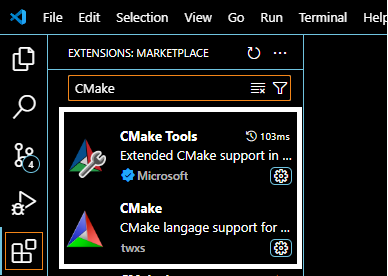 File Edit Selection View Go Run Terminal Help
EXTENSIONS: MARKETPLACE
CMake
CMake Tools 103ms
Extended CMake support in ...
Microsoft
4
CMake
CMake langage support for ...
twxs